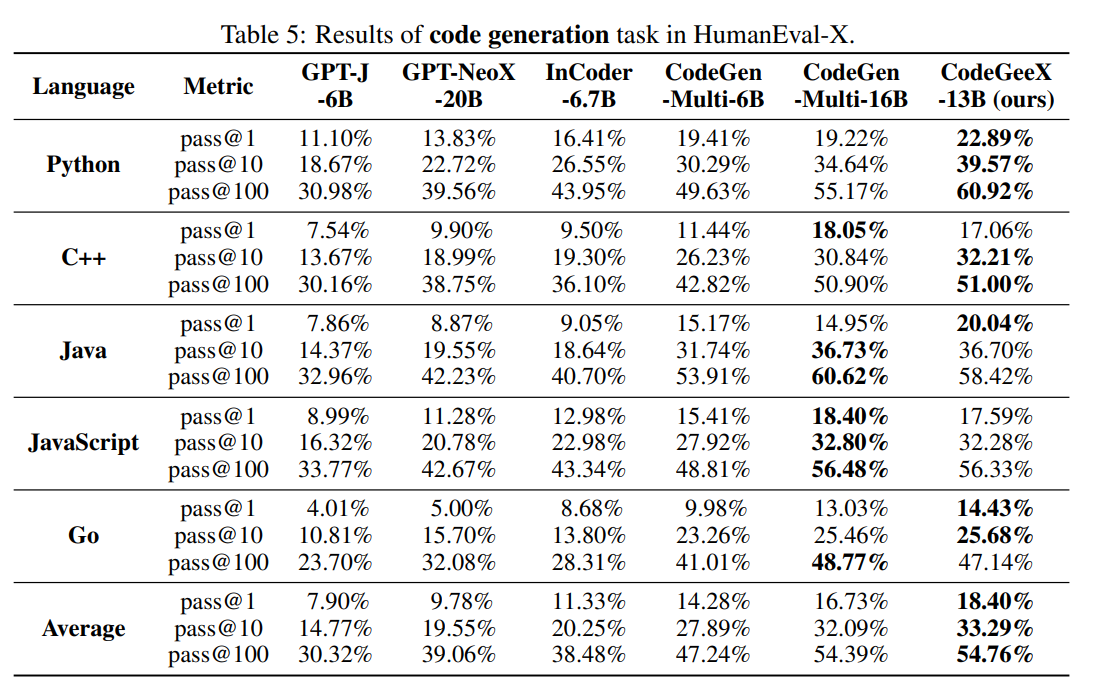 Table 5: Results of code generation task in HumanEval-X.
Language Metric GPT-J -6B GPT-NeoX -20B InCoder -6.7B CodeGen -Multi-6B CodeGen -Multi-16B CodeGeeX -13B (ours)
Python
pass@1 11.10% 13.83% 16.41% 19.41% 19.22% 22.89%
pass@10 18.67% 22.72% 26.55% 30.29% 34.64% 39.57%
pass@100 30.98% 39.56% 43.95% 49.63% 55.17% 60.92%
C++
pass@1 7.54% 9.90% 9.50% 11.44% 18.05% 17.06%
pass@10 13.67% 18.99% 19.30% 26.23% 30.84% 32.21%
pass@100 30.16% 38.75% 36.10% 42.82% 50.90% 51.00%
Java
pass@1 7.86% 8.87% 9.05% 15.17% 14.95% 20.04%
pass@10 14.37% 19.55% 18.64% 31.74% 36.73% 36.70%
pass@100 32.96% 42.23% 40.70% 53.91% 60.62% 58.42%
JavaScript
pass@1 8.99% 11.28% 12.98% 15.41% 18.40% 17.59%
pass@10 16.32% 20.78% 22.98% 27.92% 32.80% 32.28%
pass@100 33.77% 42.67% 43.34% 48.81% 56.48% 56.33%
Go
pass@1 4.01% 5.00% 8.68% 9.98% 13.03% 14.43%
pass@10 10.81% 15.70% 13.80% 23.26% 25.46% 25.68%
pass@100 23.70% 32.08% 28.31% 41.01% 48.77% 47.14%
Average
pass@1 7.90% 9.78% 11.33% 14.28% 16.73% 18.40%
pass@10 14.77% 19.55% 20.25% 27.89% 32.09% 33.29%
pass@100 30.32% 39.06% 38.48% 47.24% 54.39% 54.76%